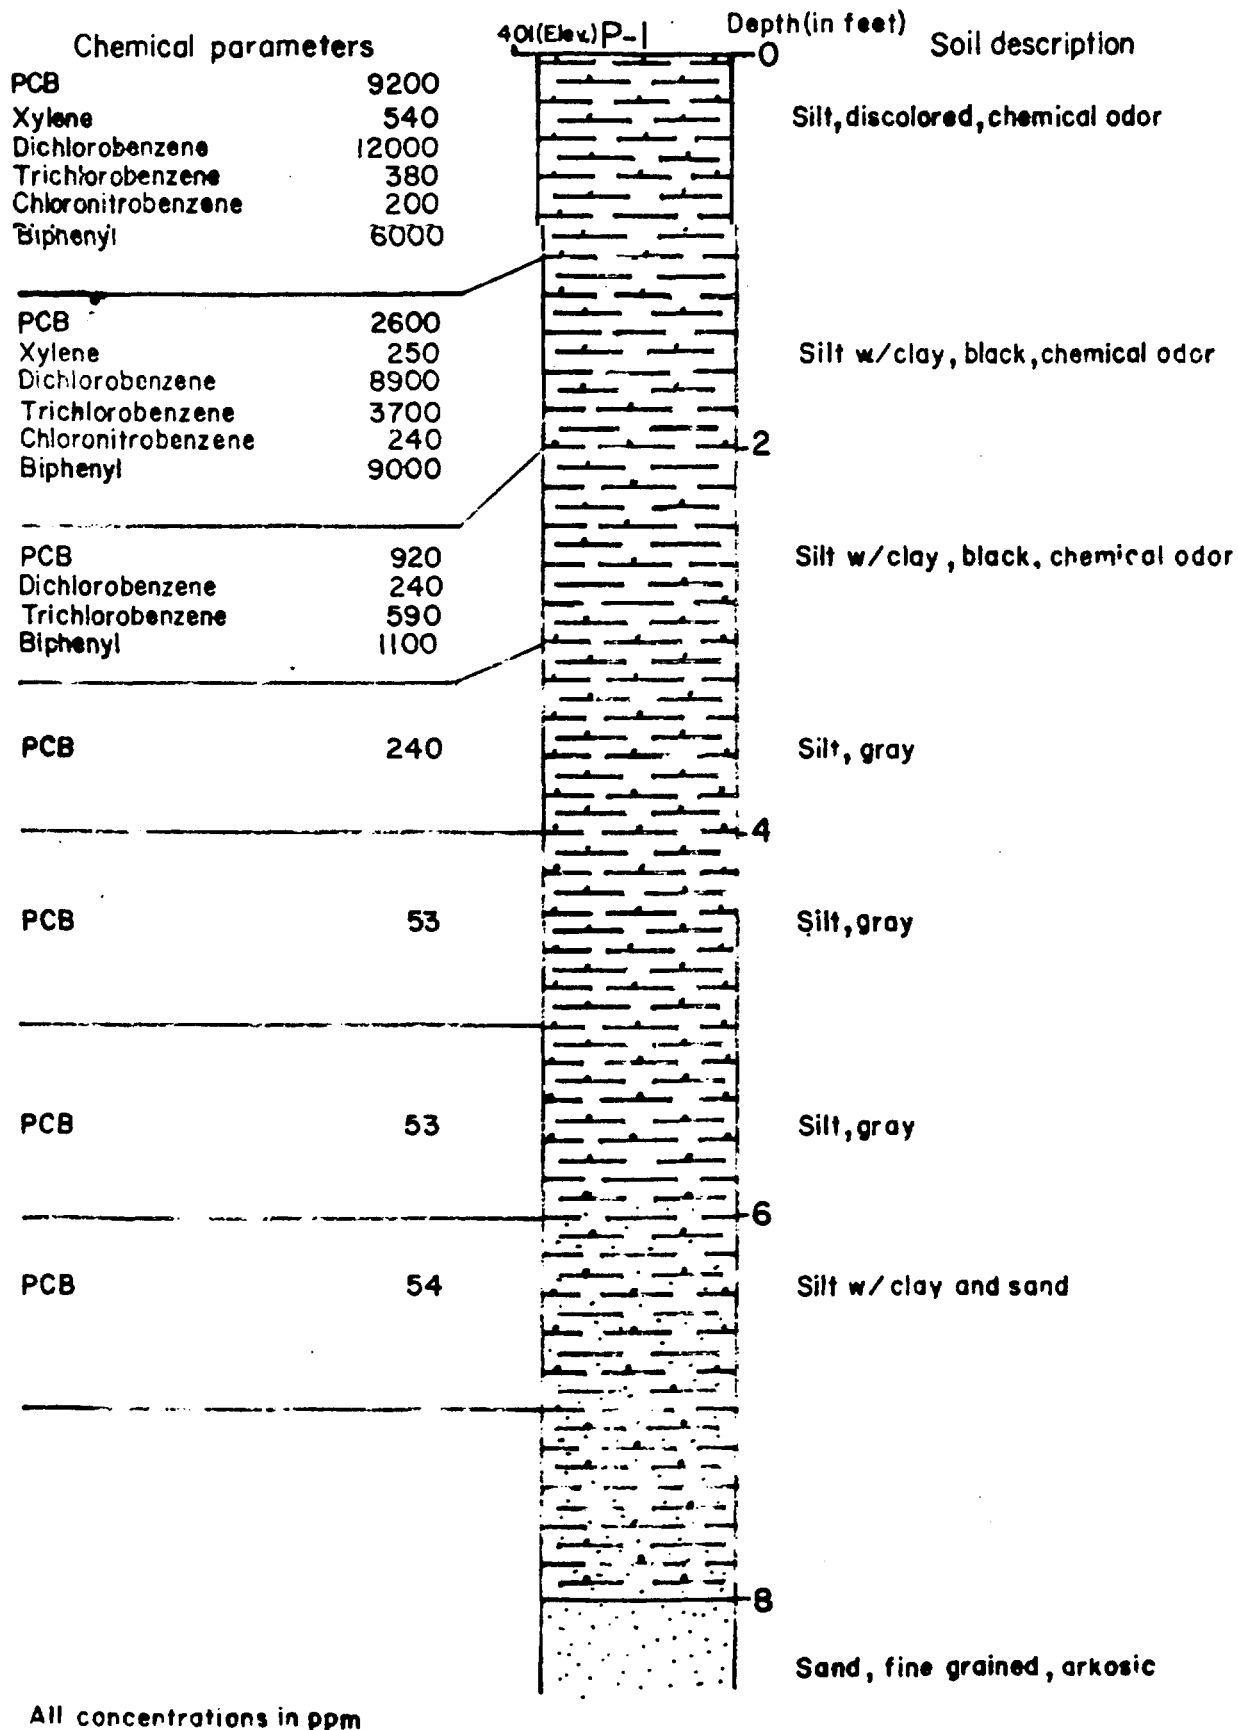 Chemical parameters
401(Elev.) P-1
Depth(in feet)
Soil description
0
PCB 9200
Xylene 540
Dichlorobenzene 12000
Trichlorobenzene 380
Chloronitrobenzene 200
Biphenyl 6000
Silt, discolored, chemical odor
PCB 2600
Xylene 250
Dichlorobenzene 8900
Trichlorobenzene 3700
Chloronitrobenzene 240
Biphenyl 9000
Silt w/clay, black, chemical odor
2
PCB 920
Dichlorobenzene 240
Trichlorobenzene 590
Biphenyl 1100
Silt w/clay, black, chemical odor
PCB 240
Silt, gray
4
PCB 53
Silt, gray
PCB 53
Silt, gray
6
PCB 54
Silt w/clay and sand
8
Sand, fine grained, arkosic
All concentrations in ppm